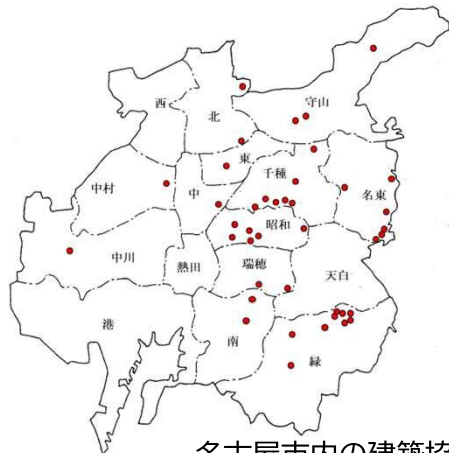 守山
西
北
東
千種
中村
中
名東
昭和
中川
熱田
瑞穂
天白
港
南
緑
名古屋市内の建築協